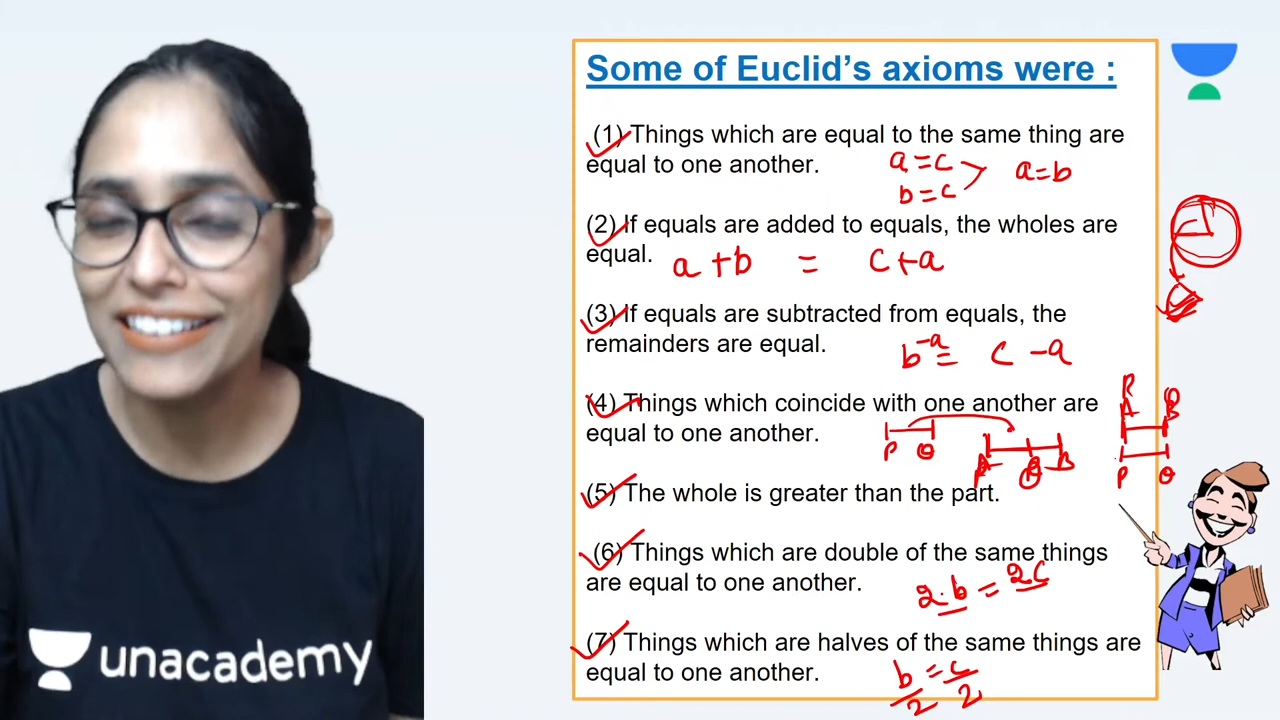 Some of Euclid's axioms were :
(1) Things which are equal to the same thing are
equal to one another.
a = c
b = c
a = b
(2) If equals are added to equals, the wholes are
equal.
a + b = c + a
(3) If equals are subtracted from equals, the
remainders are equal.
b - a = c - a
(4) Things which coincide with one another are
equal to one another.
P Q
A Q B
P
P Q
A B
P Q
(5) The whole is greater than the part.
(6) Things which are double of the same things
are equal to one another.
2.b = 2c
(7) Things which are halves of the same things are
equal to one another.
b/2 = c/2
unacademy